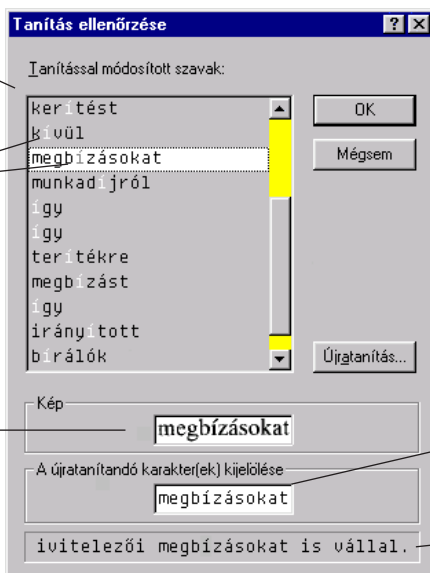 Tanítás ellenőrzése
Tanítással módosított szavak:
kerítést
kívül
megbízásokat
munkadíjról
így
így
terítékre
megbízást
így
irányított
bírálók
OK
Mégsem
Újratanítás...
Kép
megbízásokat
A újratanítandó karakter(ek) kijelölése
megbízásokat
ivitelezői megbízásokat is vállal.